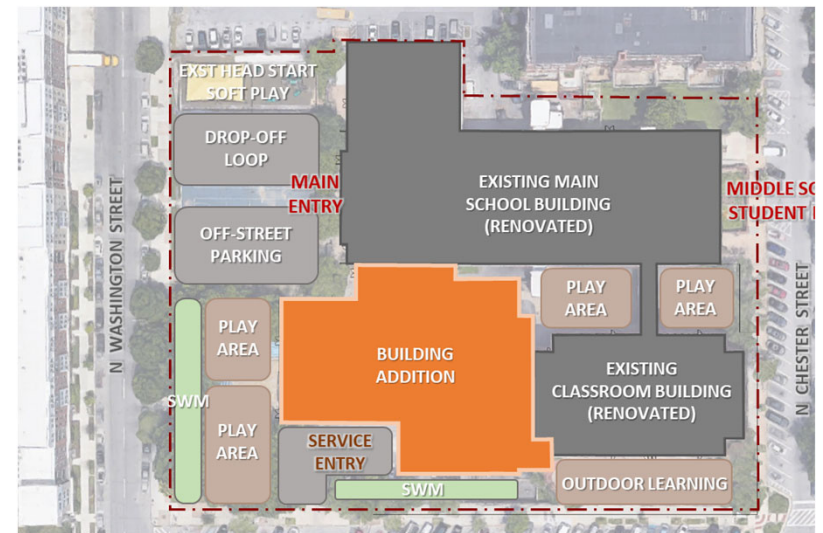 EXST HEAD START
SOFT PLAY
DROP-OFF
LOOP
MAIN
ENTRY
EXISTING MAIN
SCHOOL BUILDING
(RENOVATED)
MIDDLE SC
STUDENT
OFF-STREET
PARKING
N WASHINGTON STREET
PLAY
AREA
PLAY
AREA
PLAY
AREA
BUILDING
ADDITION
EXISTING
CLASSROOM BUILDING
(RENOVATED)
N CHESTER STREET
SWM
PLAY
AREA
SERVICE
ENTRY
SWM
OUTDOOR LEARNING